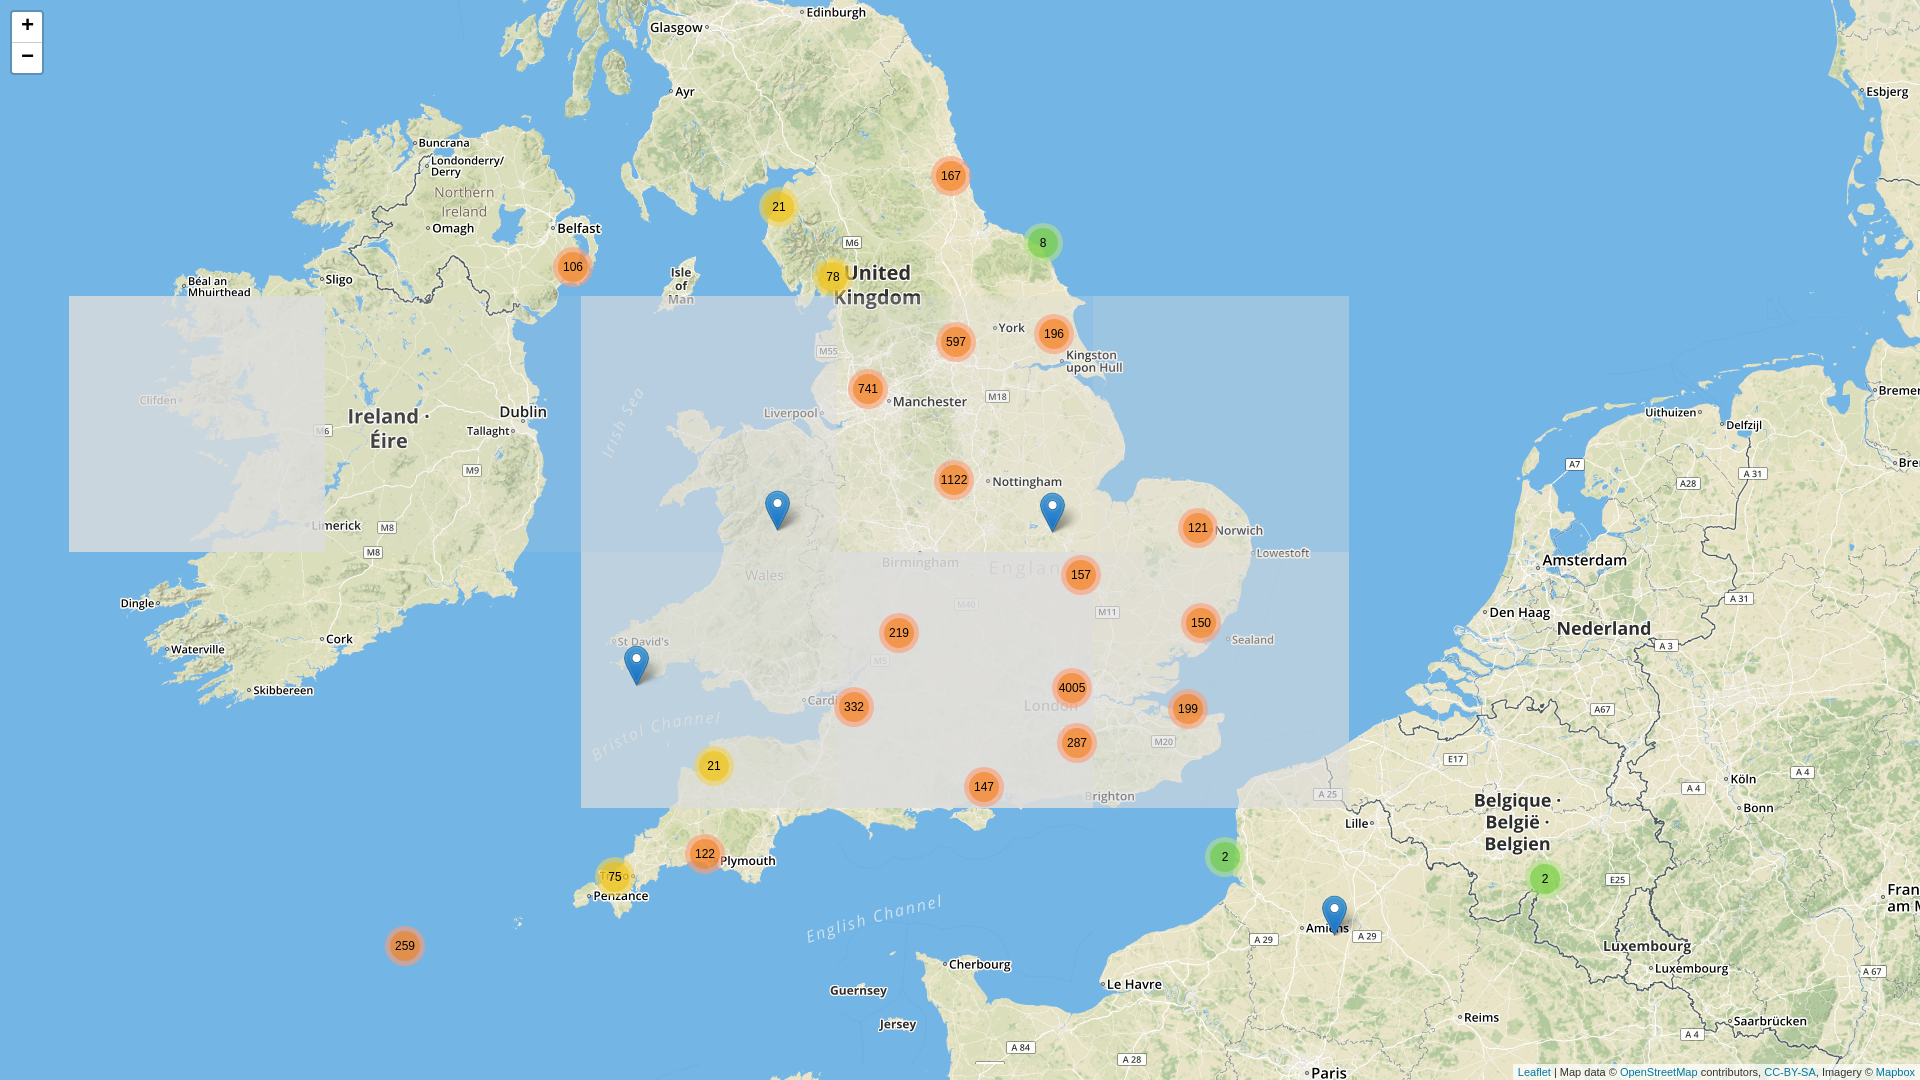 +
−
Glasgow
Edinburgh
Ayr
Esbjerg
Buncrana
Londonderry/
Derry
Northern
Ireland
Omagh
Belfast
167
21
8
M6
106
78
United
Kingdom
Isle
of
Man
Sligo
Béal an
Mhuirthead
York
196
597
Kingston
upon Hull
M55
741
Manchester
M18
Liverpool
Irish Sea
Clifden
Ireland ·
Éire
M6
Dublin
Tallaght
M9
Uithuizen
Delfzijl
Bremer
A7
A 31
A28
Bre
1122
Nottingham
121
Norwich
Lowestoft
Limerick
M8
M8
Wales
Birmingham
England
157
Amsterdam
Dingle
M40
M11
A 31
Den Haag
Nederland
219
150
Sealand
Cork
Waterville
St David's
M5
A 3
Skibbereen
4005
London
Cardi
332
199
A67
Bristol Channel
287
M20
E17
21
147
Brighton
A 25
Köln
A 4
A 4
Bonn
Belgique ·
België ·
Belgien
Lille
122
Plymouth
2
75
Penzance
2
E25
Fran
am M
English Channel
Amiens
A 29
A 29
259
Luxembourg
Luxembourg
A 67
Cherbourg
Le Havre
Guernsey
Jersey
Reims
Saarbrücken
A 4
A 84
A 28
Paris
Leaflet | Map data © OpenStreetMap contributors, CC-BY-SA, Imagery © Mapbox